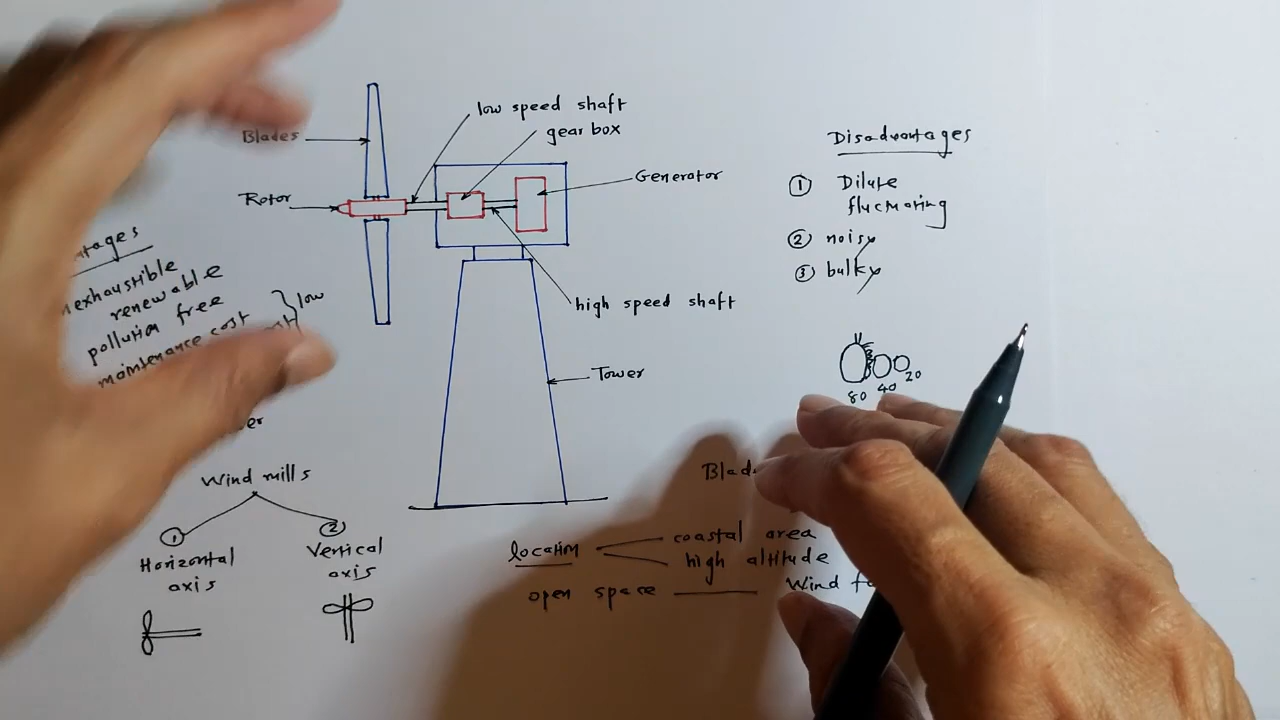 low speed shaft
gear box
Blades
Generator
Rotor
high speed shaft
Tower
Disadvantages
① Dilute
fluctuating
② noisy
③ bulky
80 40 20
renewable
pollution free
maintenance cost
low
Wind mills
①
Horizontal
axis
②
Vertical
axis
location
coastal area
high altitude
open space
Wind